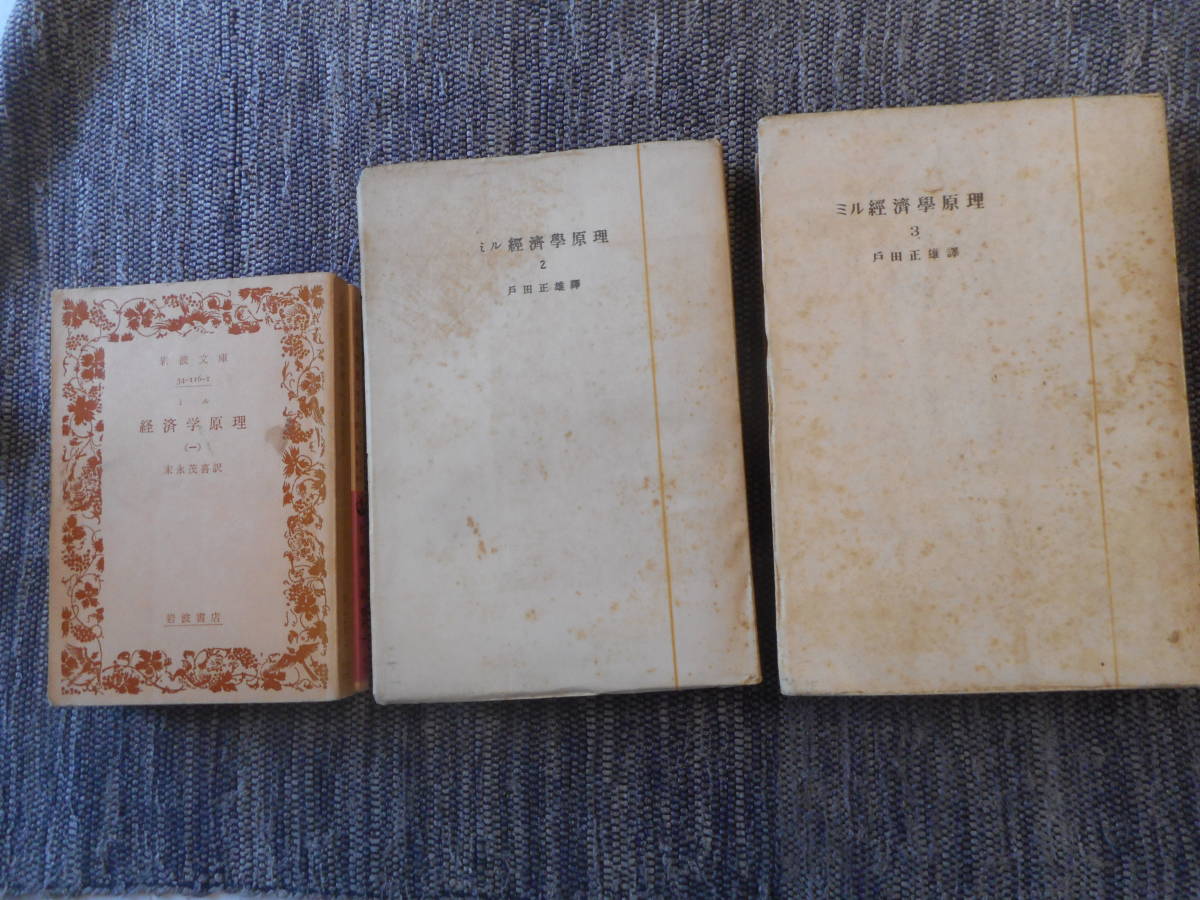 岩波文庫
34-116-1
ミル
経済学原理
(一)
末永茂喜訳
岩波書店
ミル經濟學原理
2
戶田正雄譯
ミル經濟學原理
3
戶田正雄譯